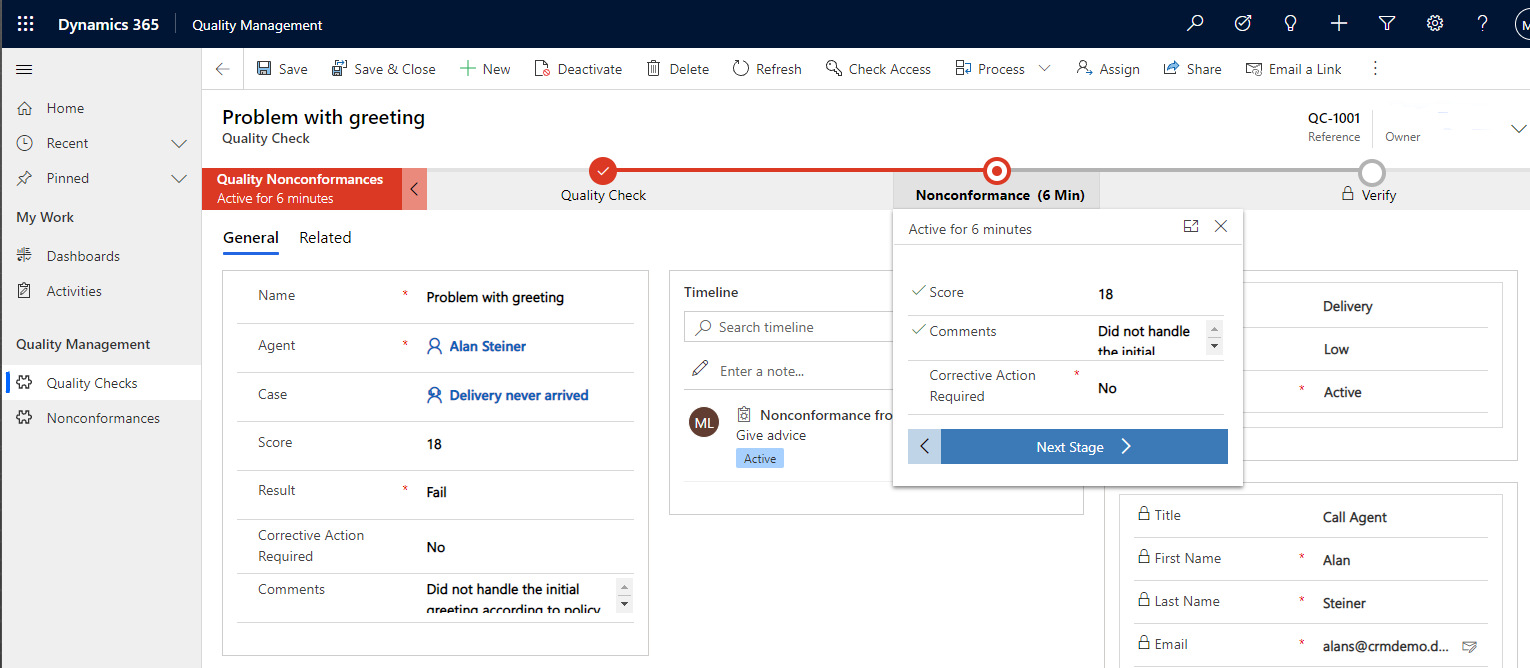 Dynamics 365 Quality Management
Save Save & Close New Deactivate Delete Refresh Check Access Process Assign Share Email a Link
Home
Recent
Pinned
My Work
Dashboards
Activities
Quality Management
Quality Checks
Nonconformances
Problem with greeting
Quality Check
QC-1001
Reference
Owner
Quality Nonconformances
Active for 6 minutes
Quality Check
Nonconformance (6 Min)
Verify
General Related
Name * Problem with greeting
Agent * Alan Steiner
Case Delivery never arrived
Score 18
Result * Fail
Corrective Action
Required
No
Comments
Did not handle the initial
greeting according to policy
Timeline
Search timeline
Enter a note...
ML
Nonconformance fro
Give advice
Active
Active for 6 minutes
Score 18
Comments
Did not handle
the initial
Corrective Action
Required
* No
Next Stage
Delivery
Low
* Active
Title Call Agent
First Name * Alan
Last Name * Steiner
Email * alans@crmdemo.d...